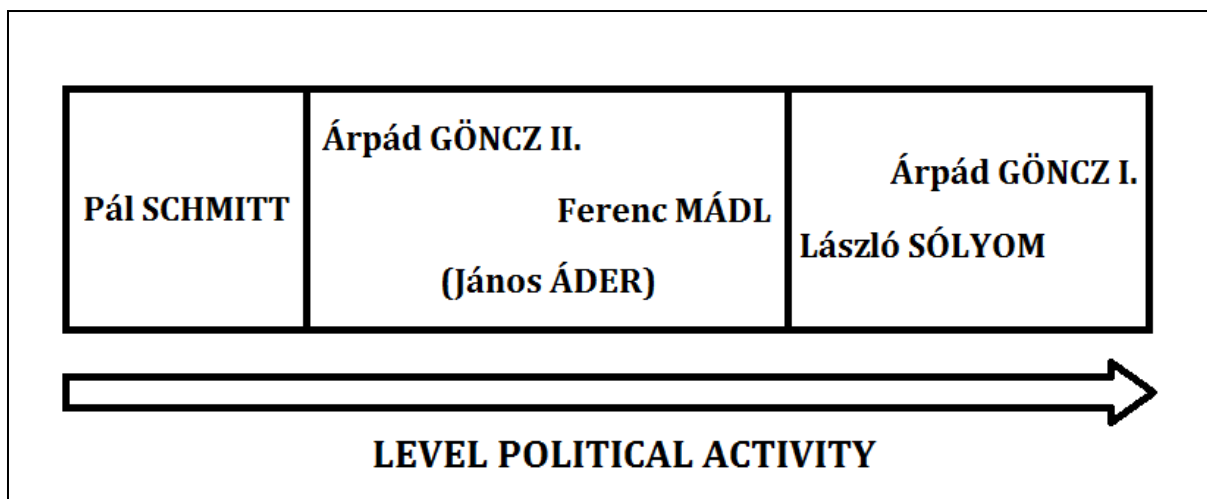 Pál SCHMITT
Árpád GÖNCZ II.
Ferenc MÁDL
(János ÁDER)
Árpád GÖNCZ I.
László SÓLYOM
LEVEL POLITICAL ACTIVITY